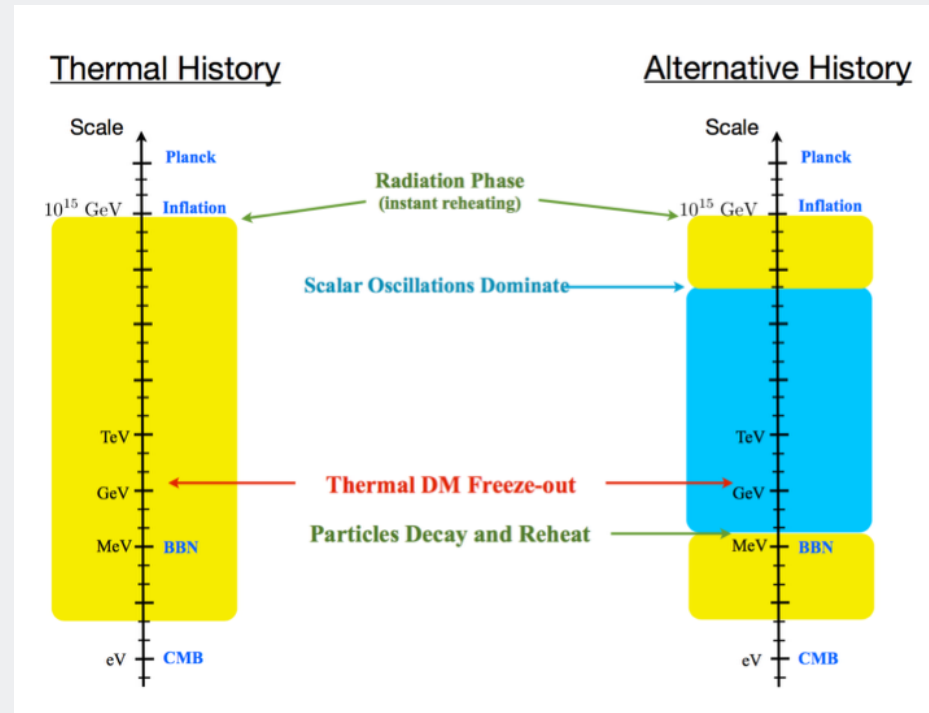 Thermal History
Alternative History
Scale
Scale
Planck
Planck
Radiation Phase
(instant reheating)
10¹⁵ GeV
Inflation
10¹⁵ GeV
Inflation
Scalar Oscillations Dominate
TeV
TeV
Thermal DM Freeze-out
GeV
GeV
Particles Decay and Reheat
MeV
BBN
MeV
BBN
eV
CMB
eV
CMB